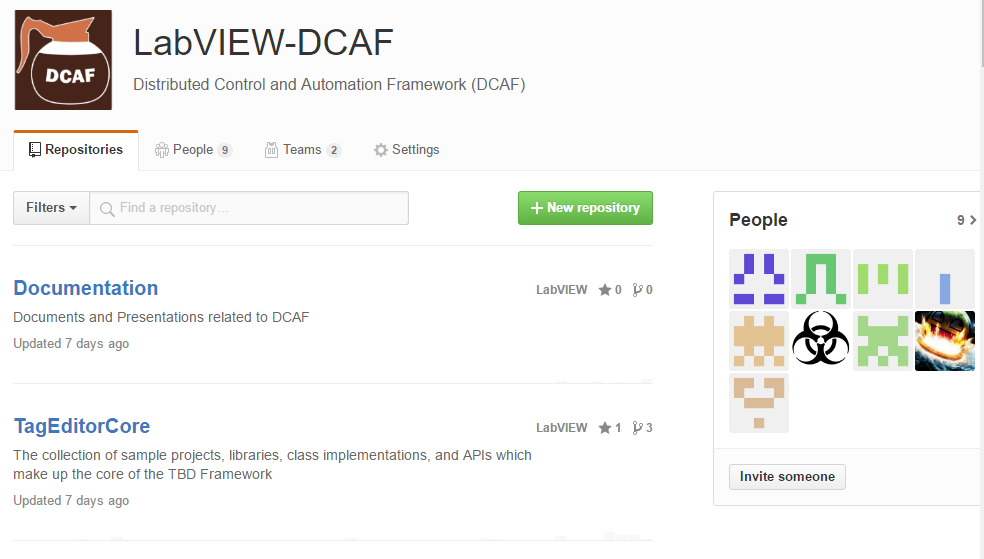 DCAF
LabVIEW-DCAF
Distributed Control and Automation Framework (DCAF)
Repositories
People 9
Teams 2
Settings
Filters
Find a repository...
New repository
Documentation
LabVIEW 0 0
Documents and Presentations related to DCAF
Updated 7 days ago
TagEditorCore
LabVIEW 1 3
The collection of sample projects, libraries, class implementations, and APIs which
make up the core of the TBD Framework
Updated 7 days ago
People
9
Invite someone